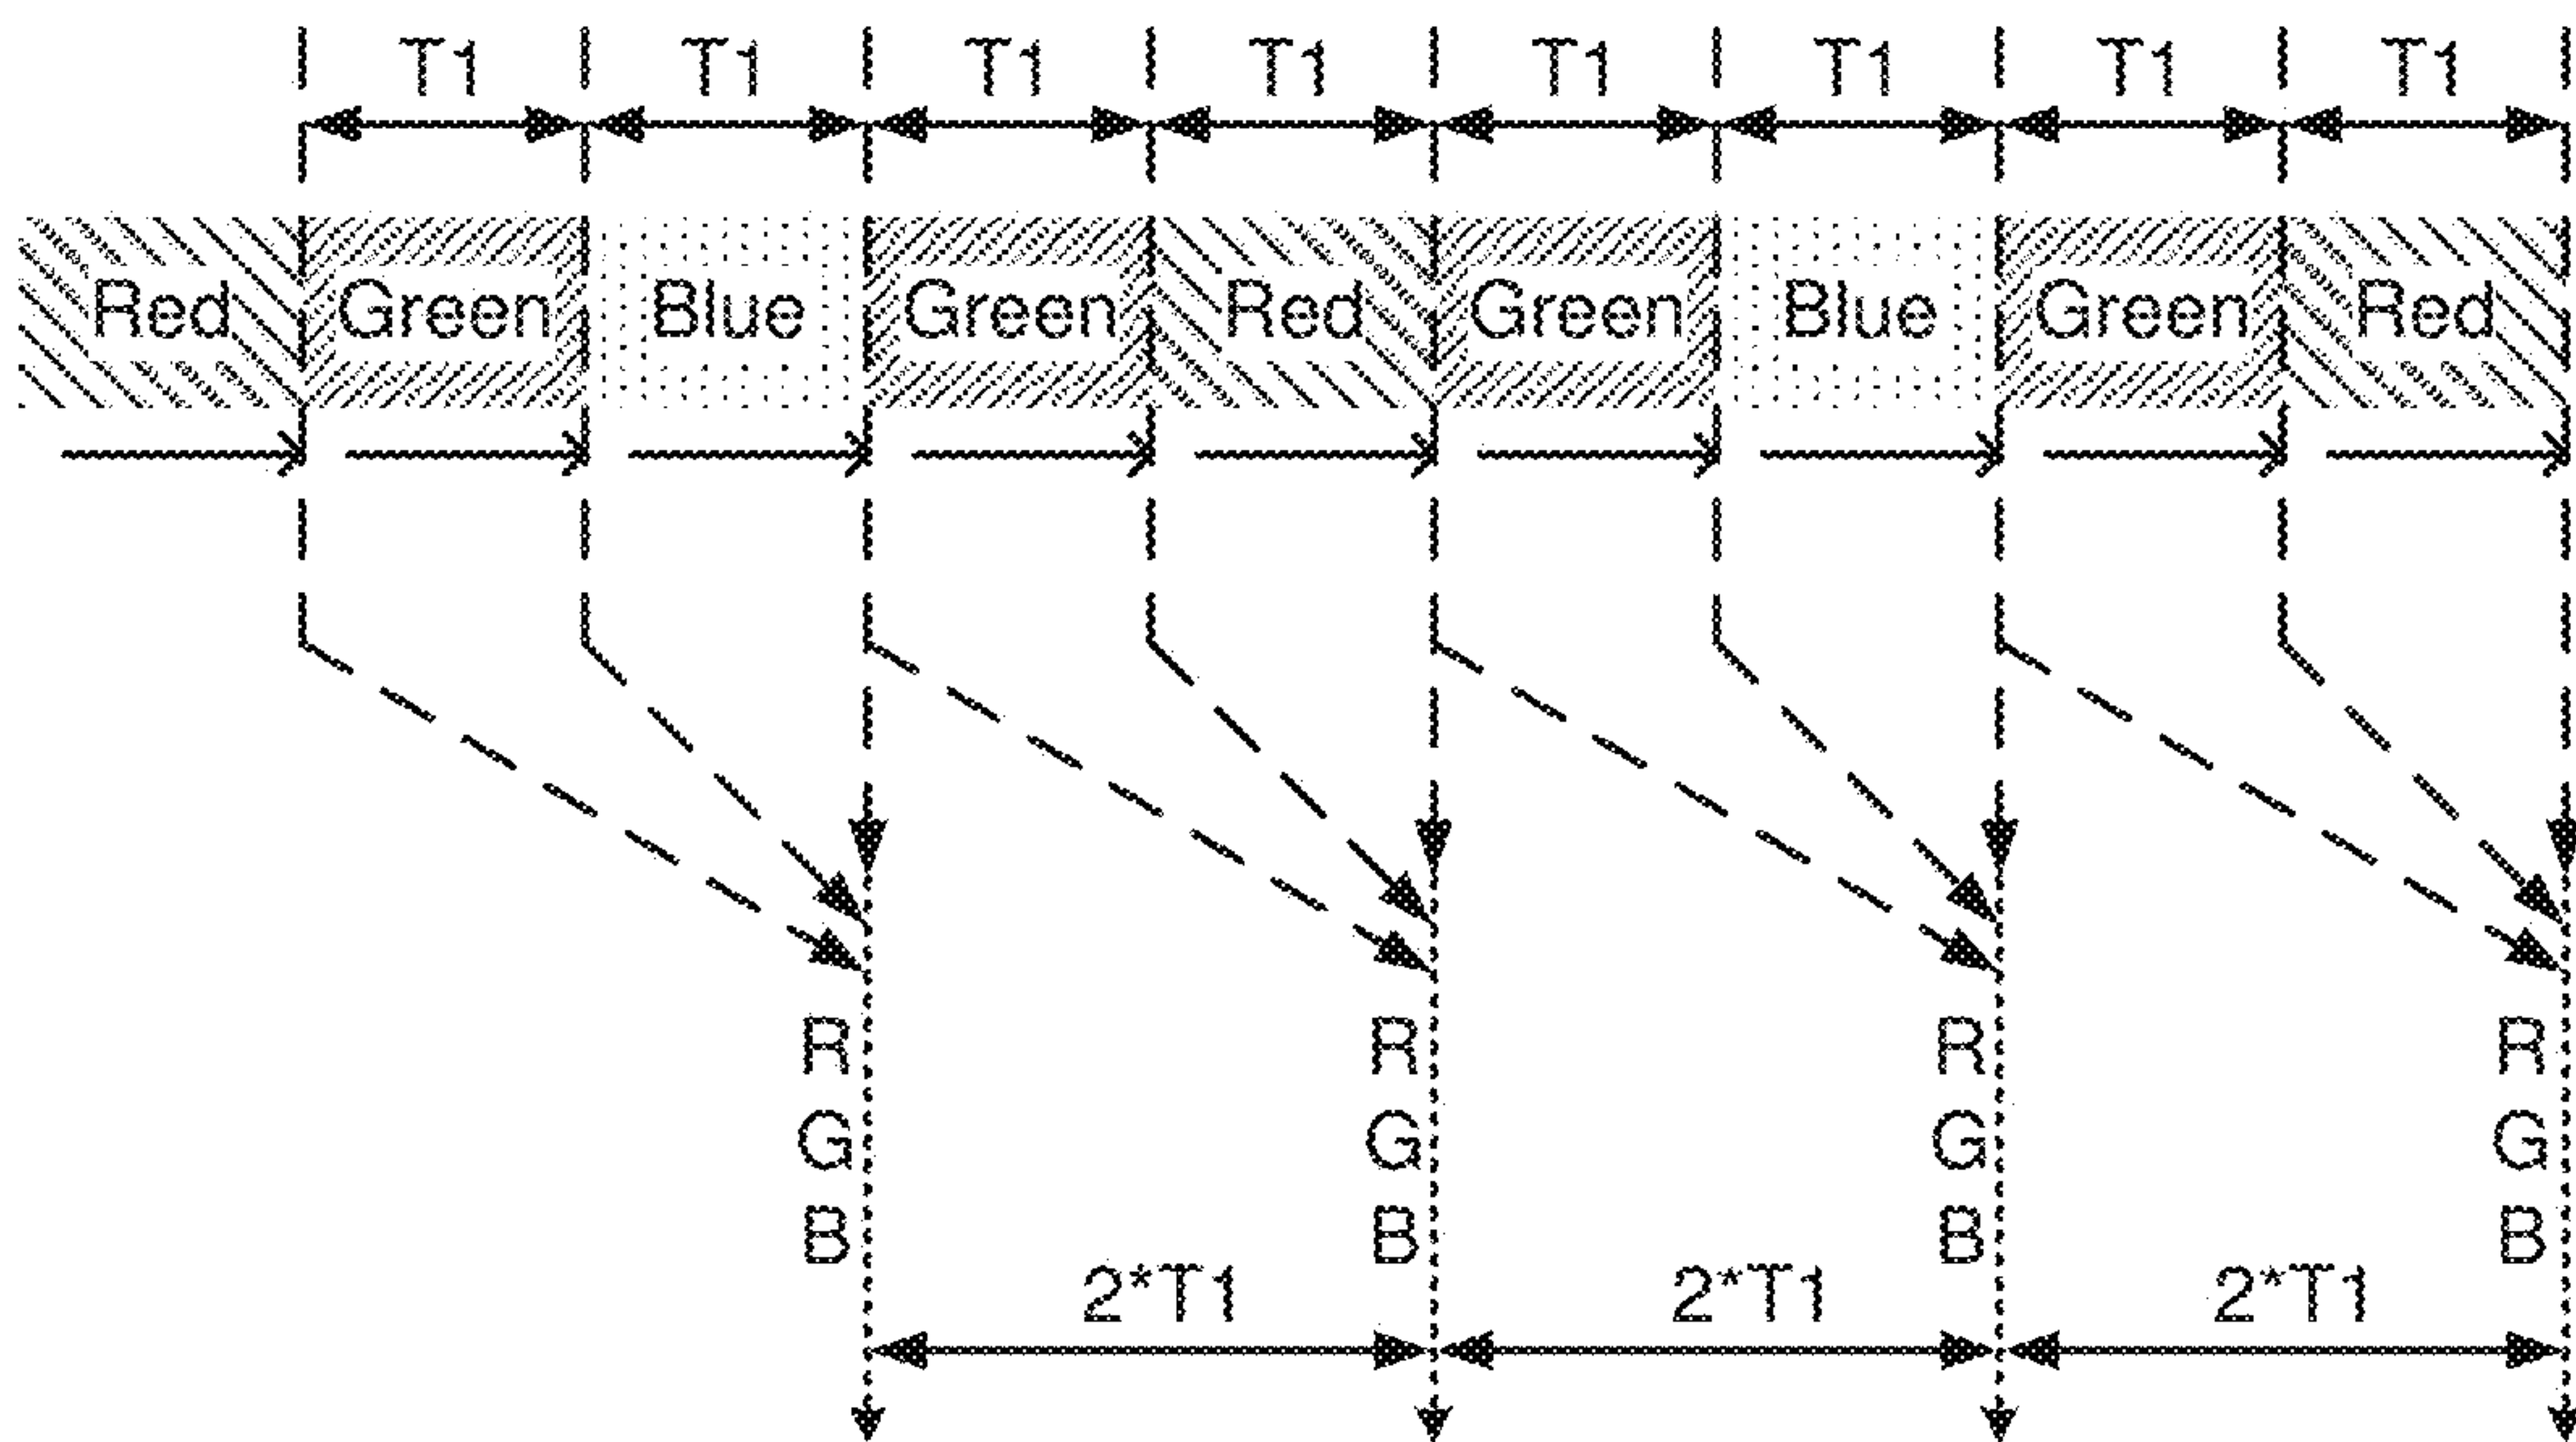 T1 T1 T1 T1 T1 T1 T1 T1
Red Green Blue Green Red Green Blue Green Red
R R R R
G G G G
B B B B
2*T1 2*T1 2*T1